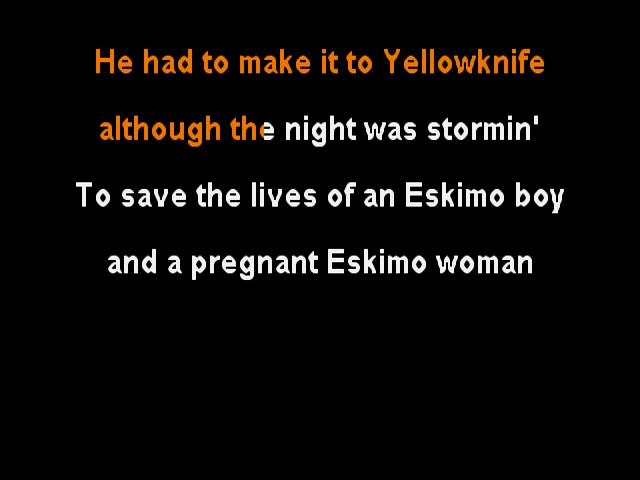 He had to make it to Yellowknife
although the night was stormin'
To save the lives of an Eskimo boy
and a pregnant Eskimo woman